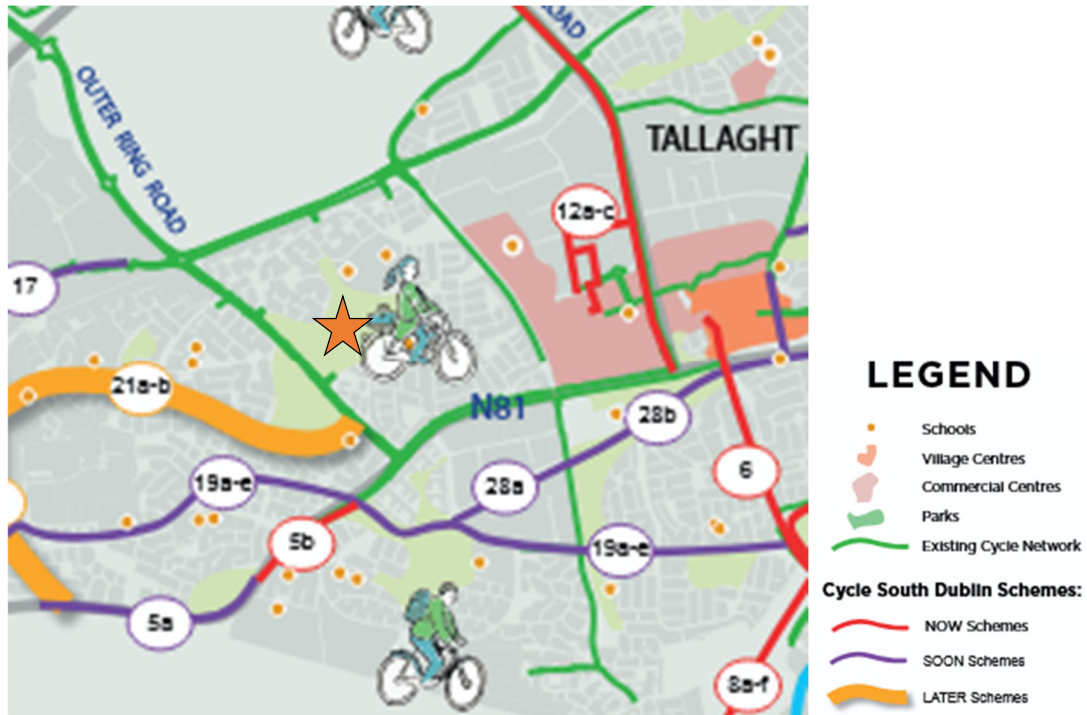 ROAD
OUTER RING ROAD
TALLAGHT
12a-c
17
21a-b
N81
28b
19a-e
28a
6
5b
19a-e
5a
8a-f
LEGEND
Schools
Village Centres
Commercial Centres
Parks
Existing Cycle Network
Cycle South Dublin Schemes:
NOW Schemes
SOON Schemes
LATER Schemes